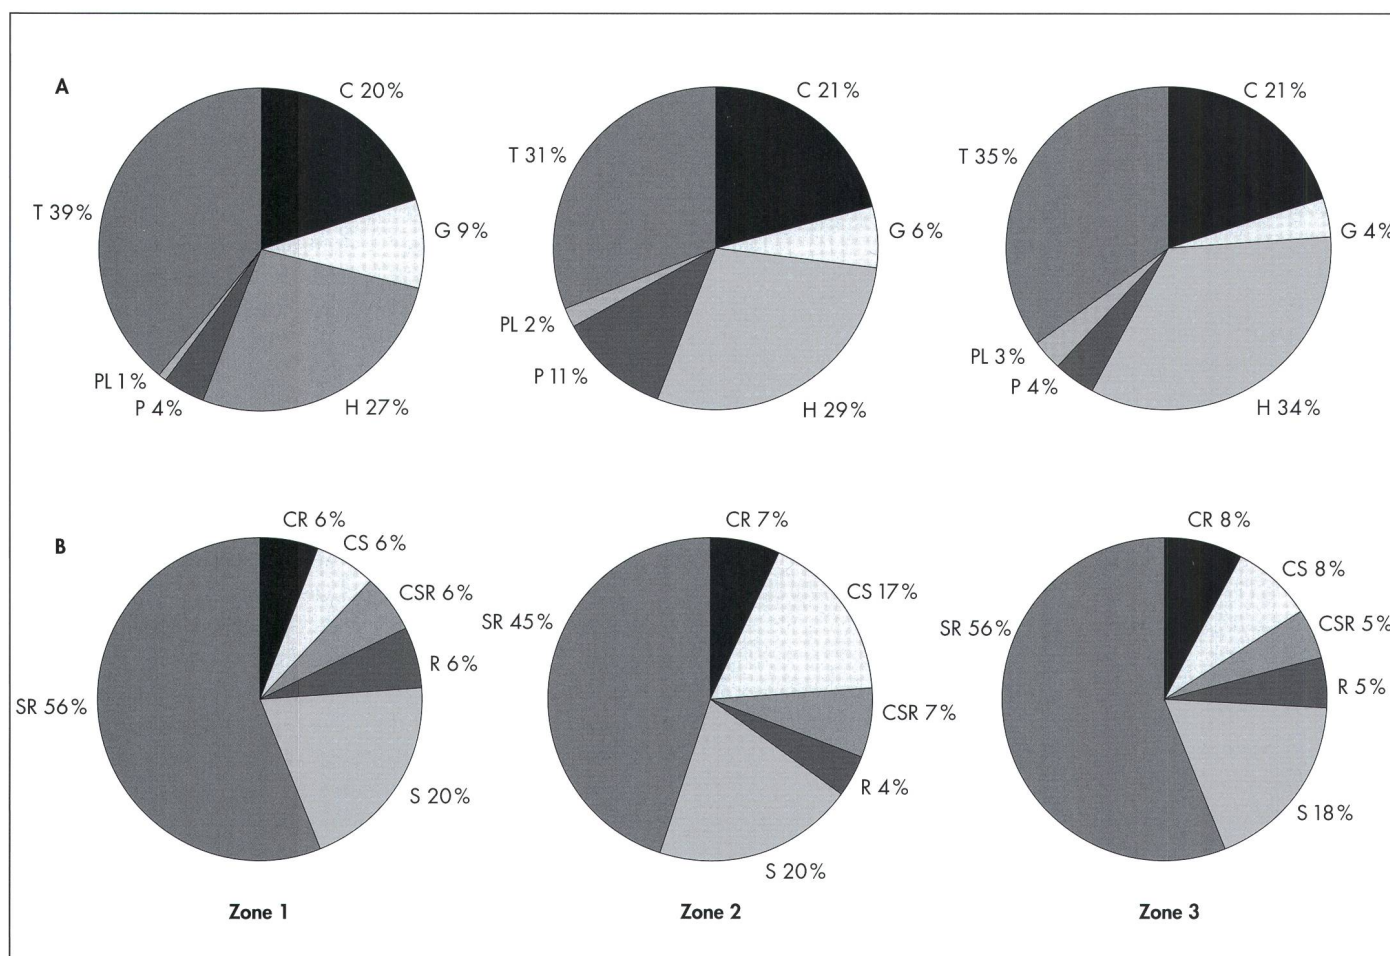 A
C 20%
G 9%
H 27%
P 4%
PL 1%
T 39%
C 21%
G 6%
H 29%
P 11%
PL 2%
T 31%
C 21%
G 4%
H 34%
P 4%
PL 3%
T 35%
B
CR 6%
CS 6%
CSR 6%
R 6%
S 20%
SR 56%
CR 7%
CS 17%
CSR 7%
R 4%
S 20%
SR 45%
CR 8%
CS 8%
CSR 5%
R 5%
S 18%
SR 56%
Zone 1
Zone 2
Zone 3